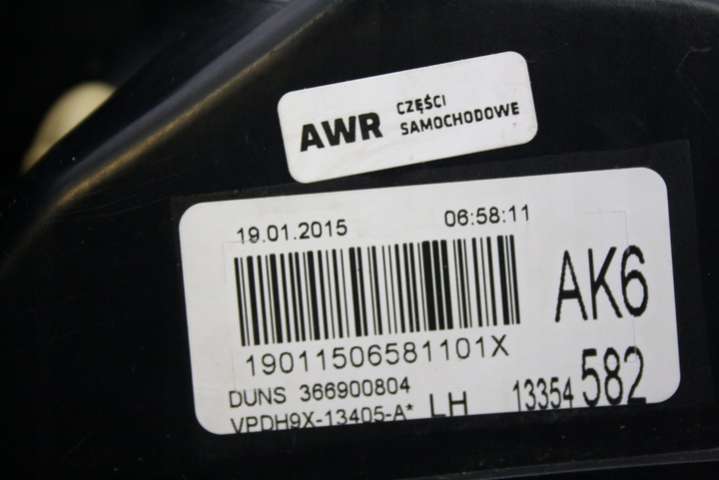 AWR CZĘŚCI
SAMOCHODOWE
19.01.2015 06:58:11
AK6
19011506581101X
DUNS 366900804
VPDH9X-13405-A* LH 13354 582